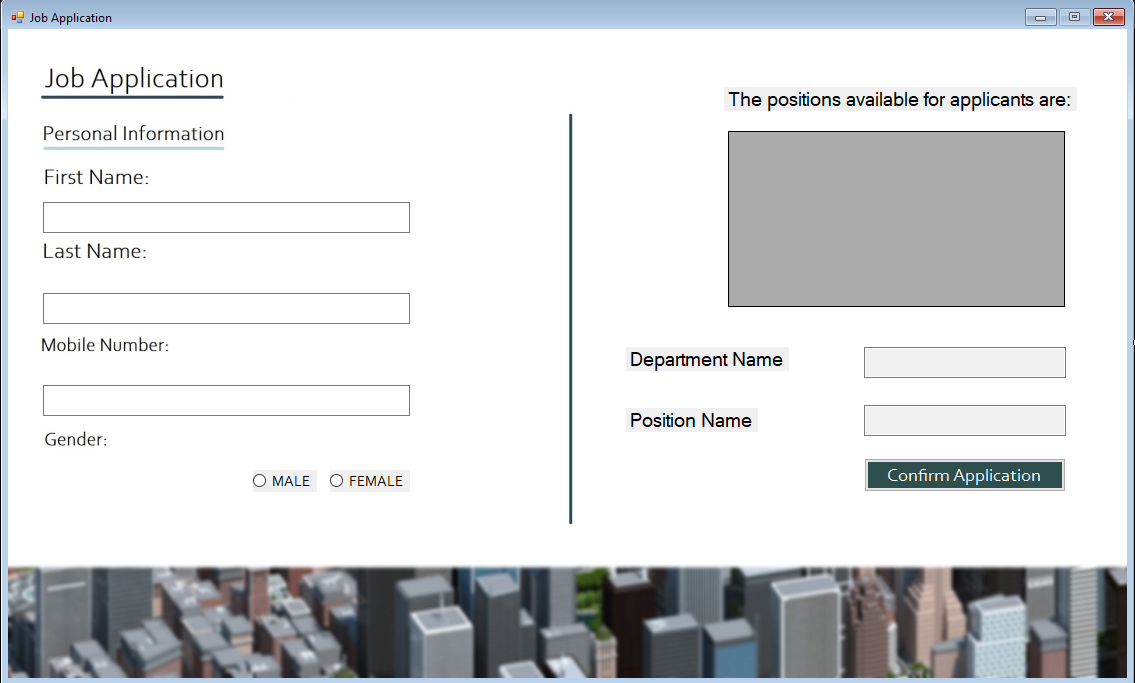 Job Application
Job Application
Personal Information
First Name:
Last Name:
Mobile Number:
Gender:
MALE FEMALE
The positions available for applicants are:
Department Name
Position Name
Confirm Application